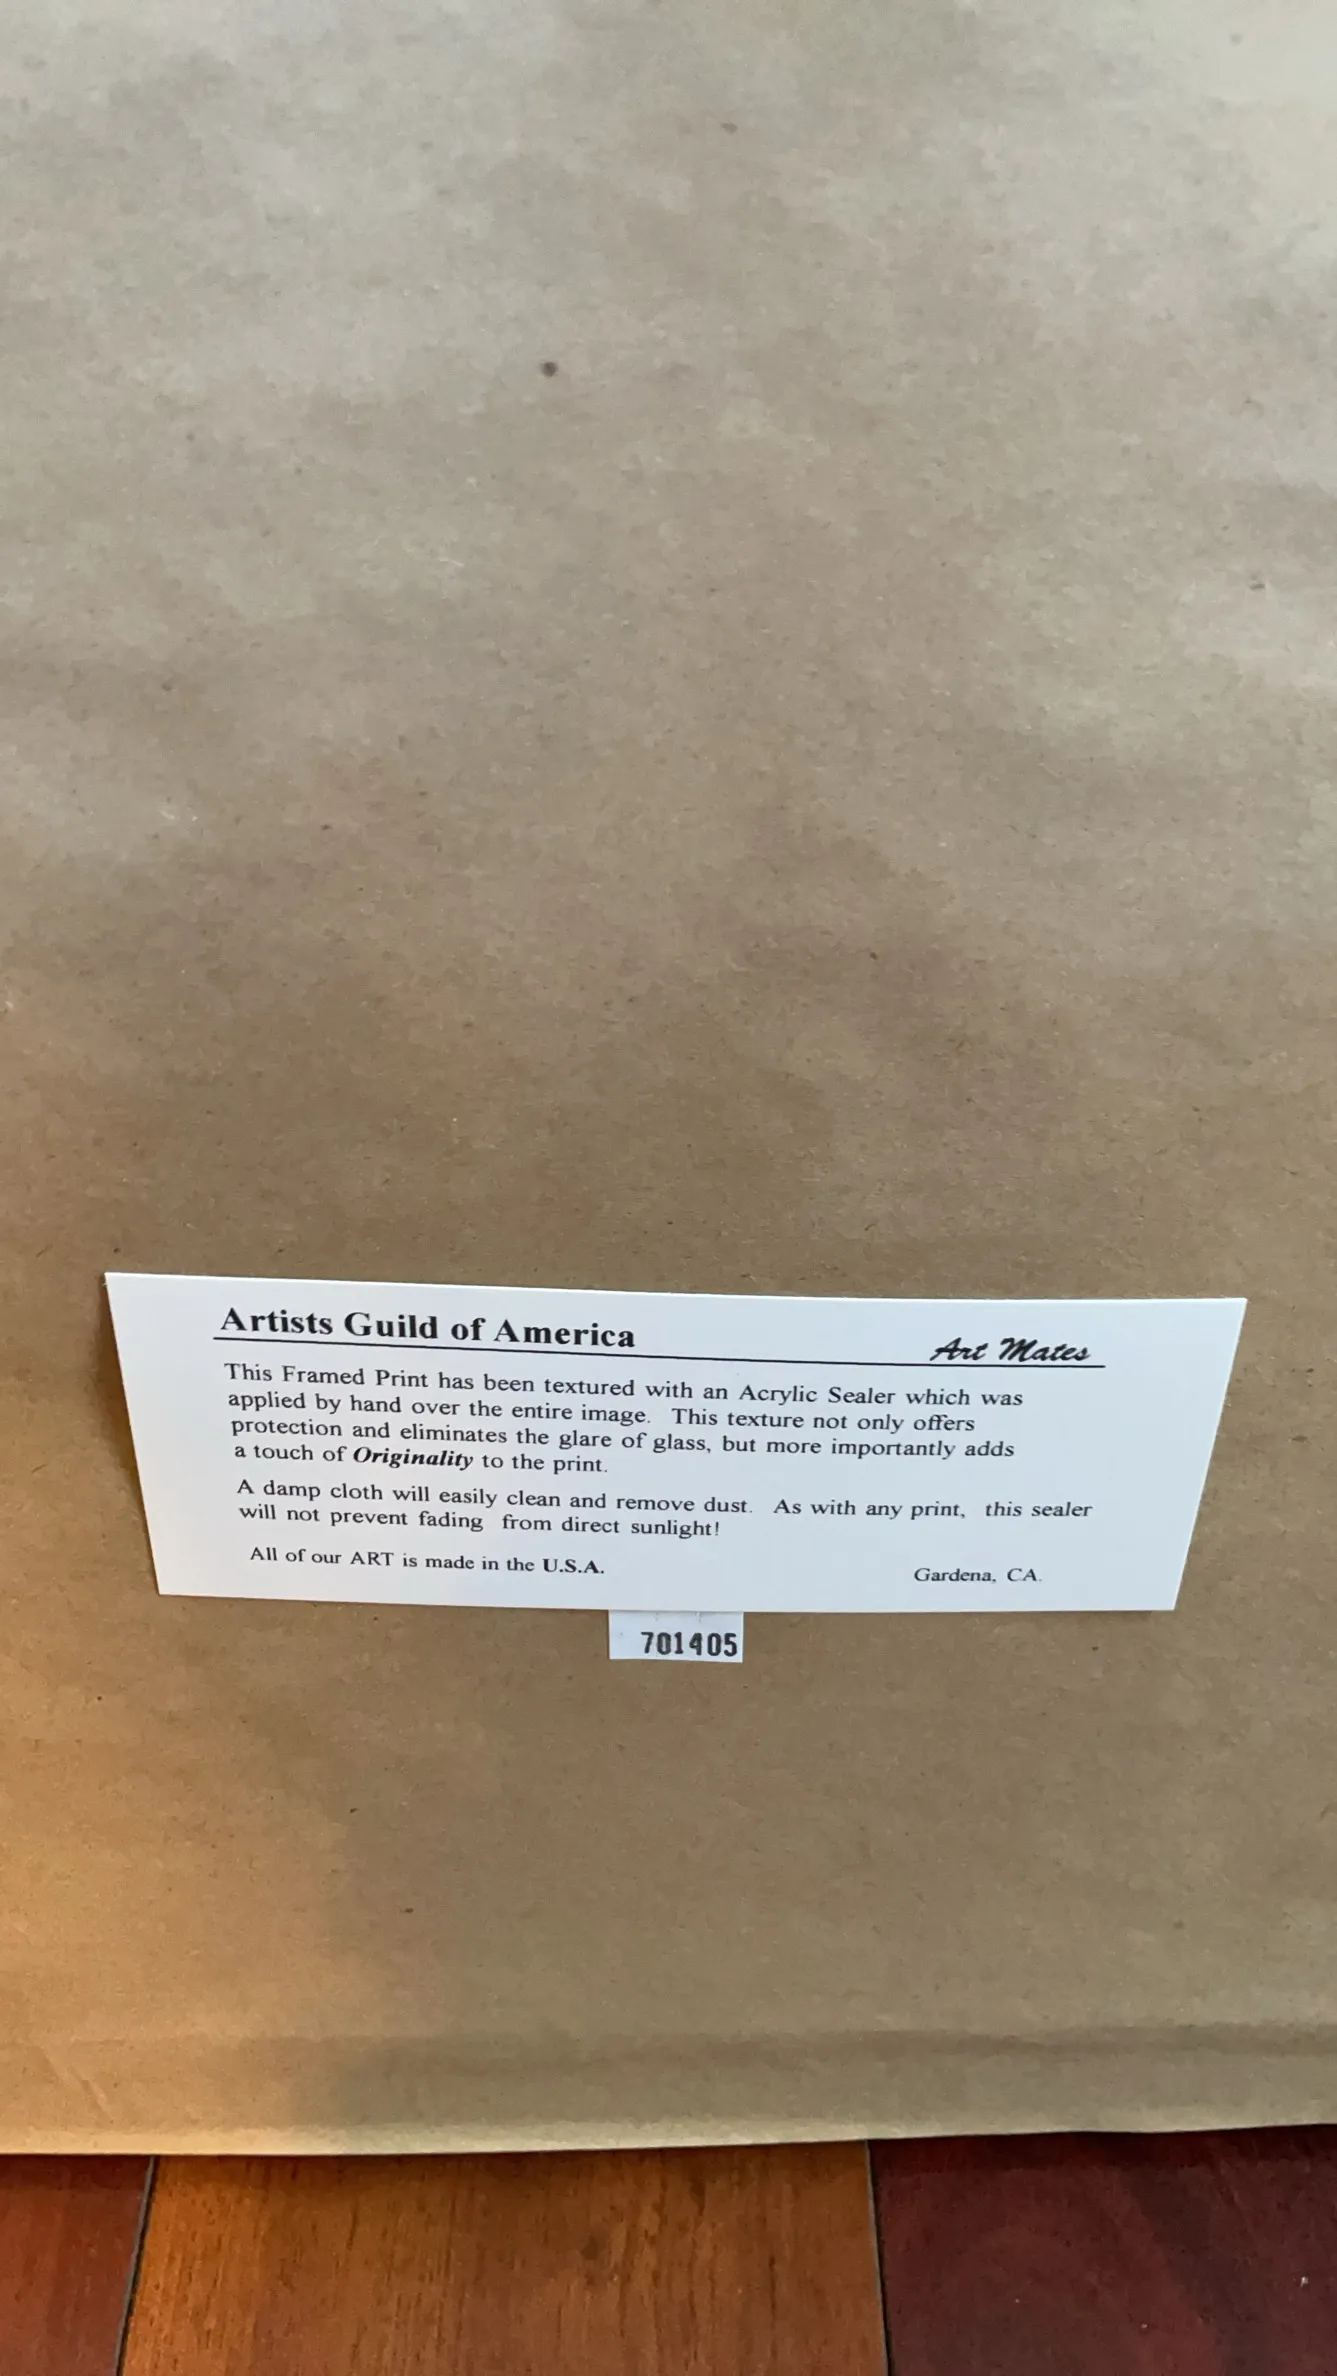 Artists Guild of America
Art Mates
This Framed Print has been textured with an Acrylic Sealer which was
applied by hand over the entire image. This texture not only offers
protection and eliminates the glare of glass, but more importantly adds
a touch of Originality to the print.
A damp cloth will easily clean and remove dust. As with any print, this sealer
will not prevent fading from direct sunlight!
All of our ART is made in the U.S.A.
Gardena, CA.
701405